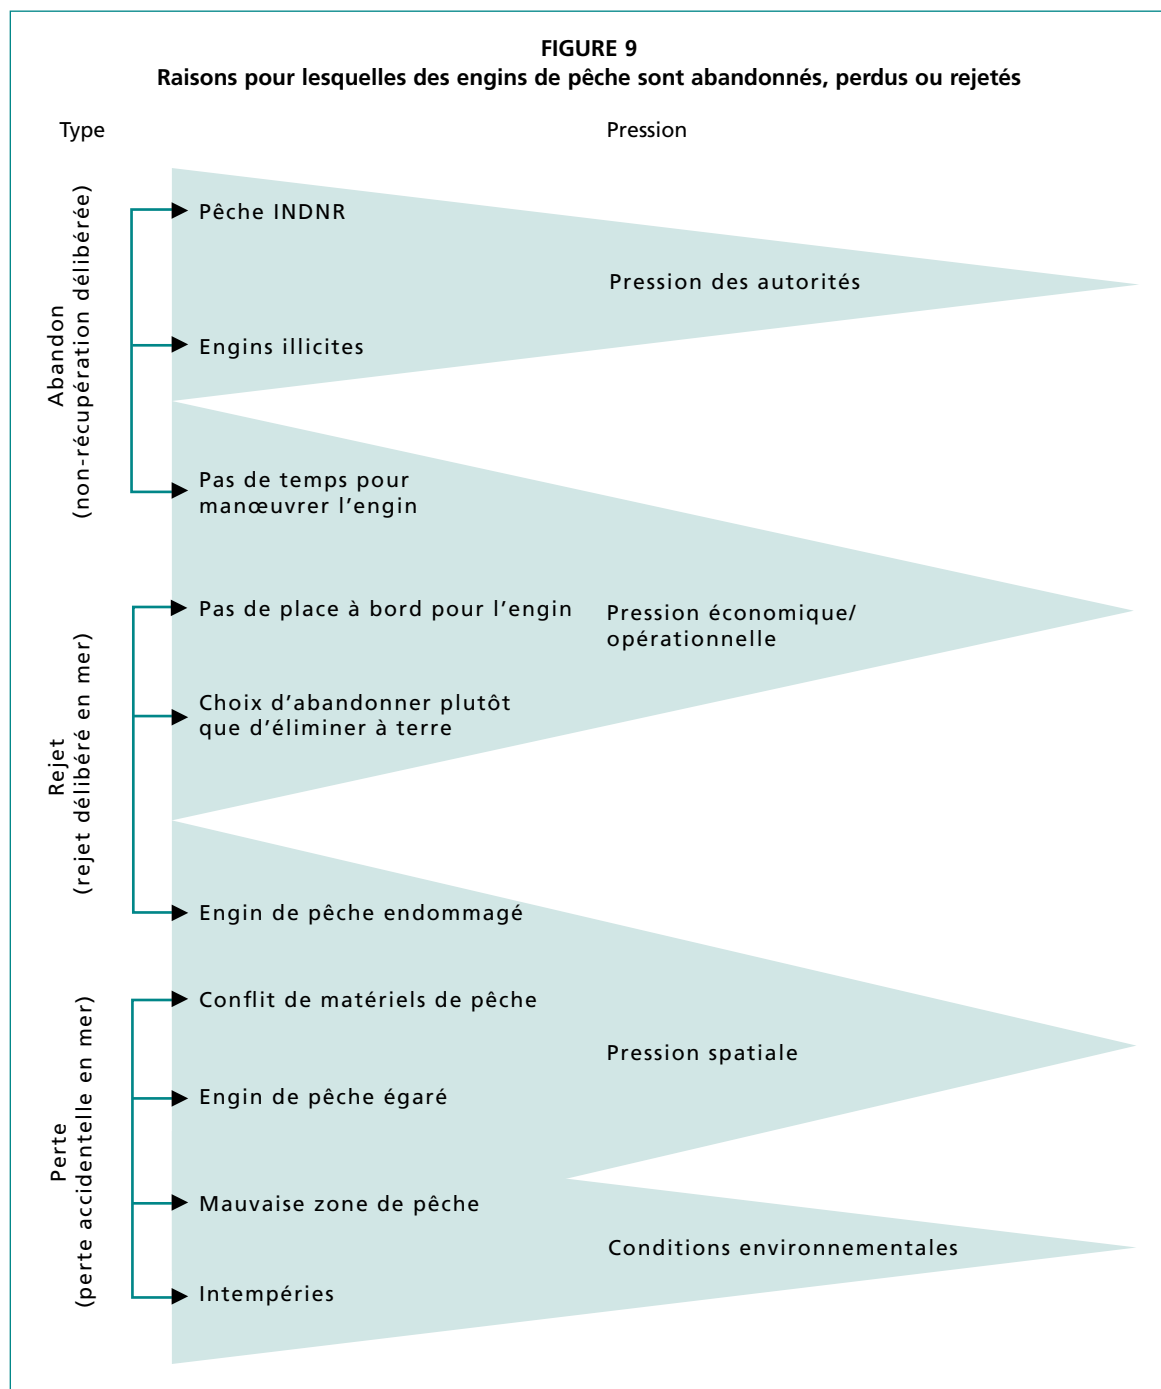 FIGURE 9
Raisons pour lesquelles des engins de pêche sont abandonnés, perdus ou rejetés
Type
Pression
Abandon
(non-récupération délibérée)
Pêche INDNR
Engins illicites
Pas de temps pour
manœuvrer l’engin
Pression des autorités
Rejet
(rejet délibéré en mer)
Pas de place à bord pour l’engin
Choix d’abandonner plutôt
que d’éliminer à terre
Engin de pêche endommagé
Pression économique/
opérationnelle
Perte
(perte accidentelle en mer)
Conflit de matériels de pêche
Engin de pêche égaré
Mauvaise zone de pêche
Intempéries
Pression spatiale
Conditions environnementales